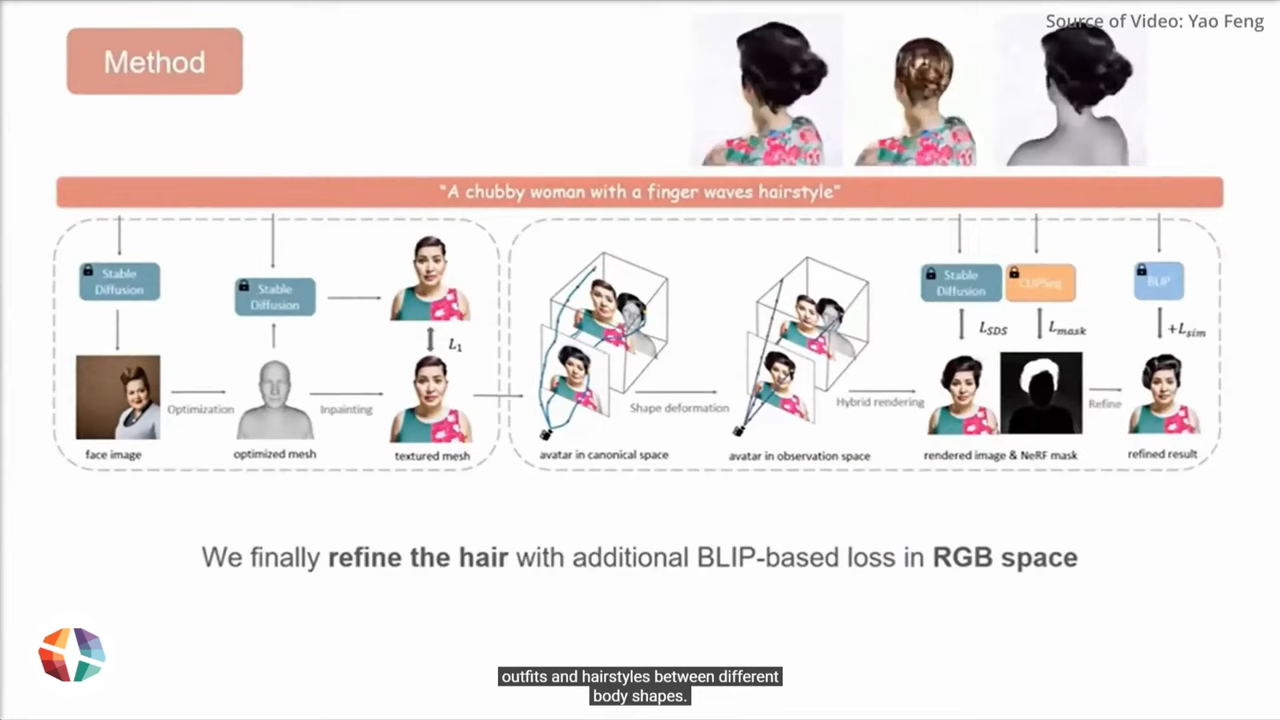 Source of Video: Yao Feng
Method
"A chubby woman with a finger waves hairstyle"
Stable
Diffusion
Stable
Diffusion
L1
Optimization
Inpainting
face image
optimized mesh
textured mesh
Shape deformation
Hybrid rendering
avatar in canonical space
avatar in observation space
Stable
Diffusion
CLIPSeg
BLIP
LSDS
Lmask
+Lsim
Refine
rendered image & NeRF mask
refined result
We finally refine the hair with additional BLIP-based loss in RGB space
outfits and hairstyles between different
body shapes.